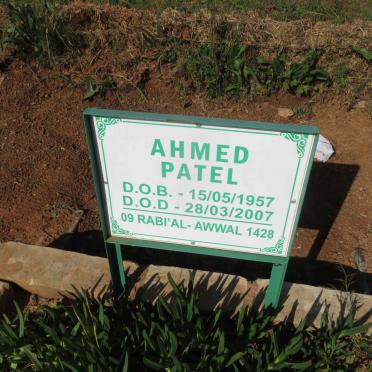 AHMED
PATEL
D.O.B. - 15/05/1957
D.O.D - 28/03/2007
09 RABI'AL- AWWAL 1428